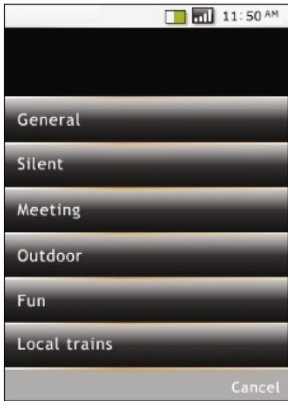 11:50 AM
General
Silent
Meeting
Outdoor
Fun
Local trains
Cancel